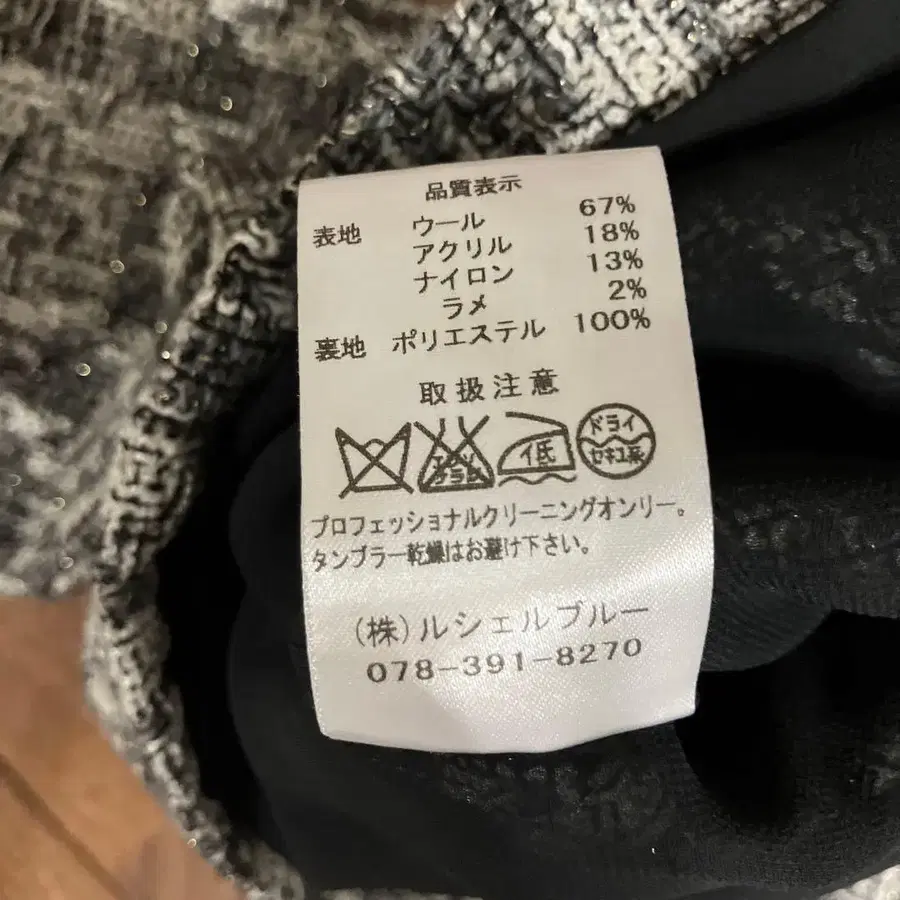 品質表示
表地 ウール 67%
アクリル 18%
ナイロン 13%
ラメ 2%
裏地 ポリエステル 100%
取扱注意
低 ドライ
セキユ系
プロフェッショナルクリーニングオンリー。
タンブラー乾燥はお避け下さい。
(株)ルシェルブルー
078-391-8270